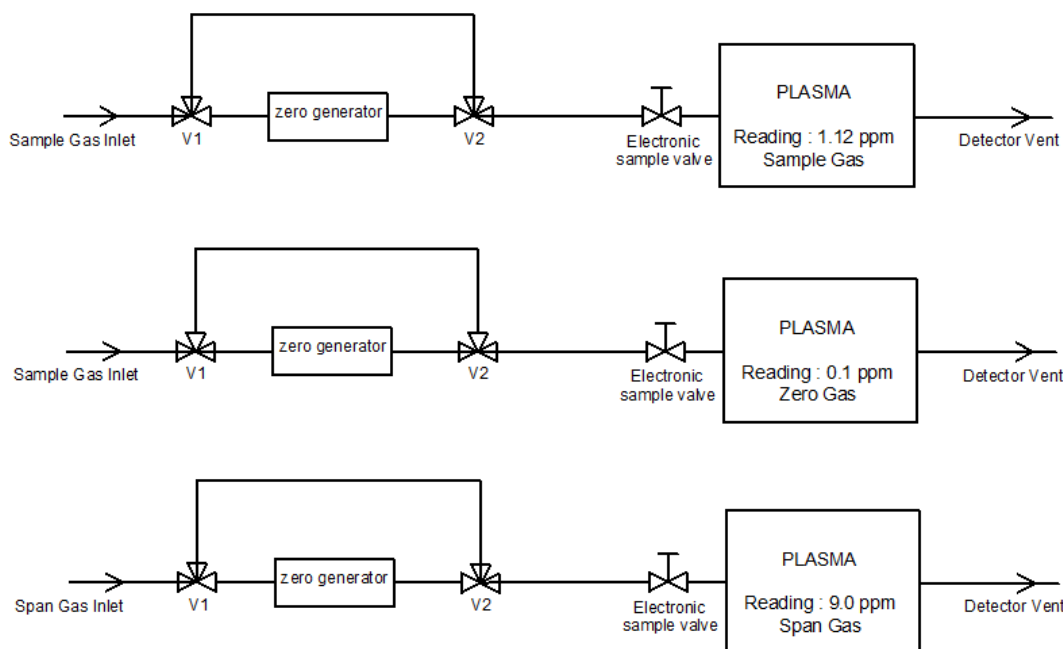 PLASMA
zero generator
Sample Gas Inlet
V1
V2
Electronic
sample valve
Reading : 1.12 ppm
Sample Gas
Detector Vent
PLASMA
zero generator
Sample Gas Inlet
V1
V2
Electronic
sample valve
Reading : 0.1 ppm
Zero Gas
Detector Vent
PLASMA
zero generator
Span Gas Inlet
V1
V2
Electronic
sample valve
Reading : 9.0 ppm
Span Gas
Detector Vent